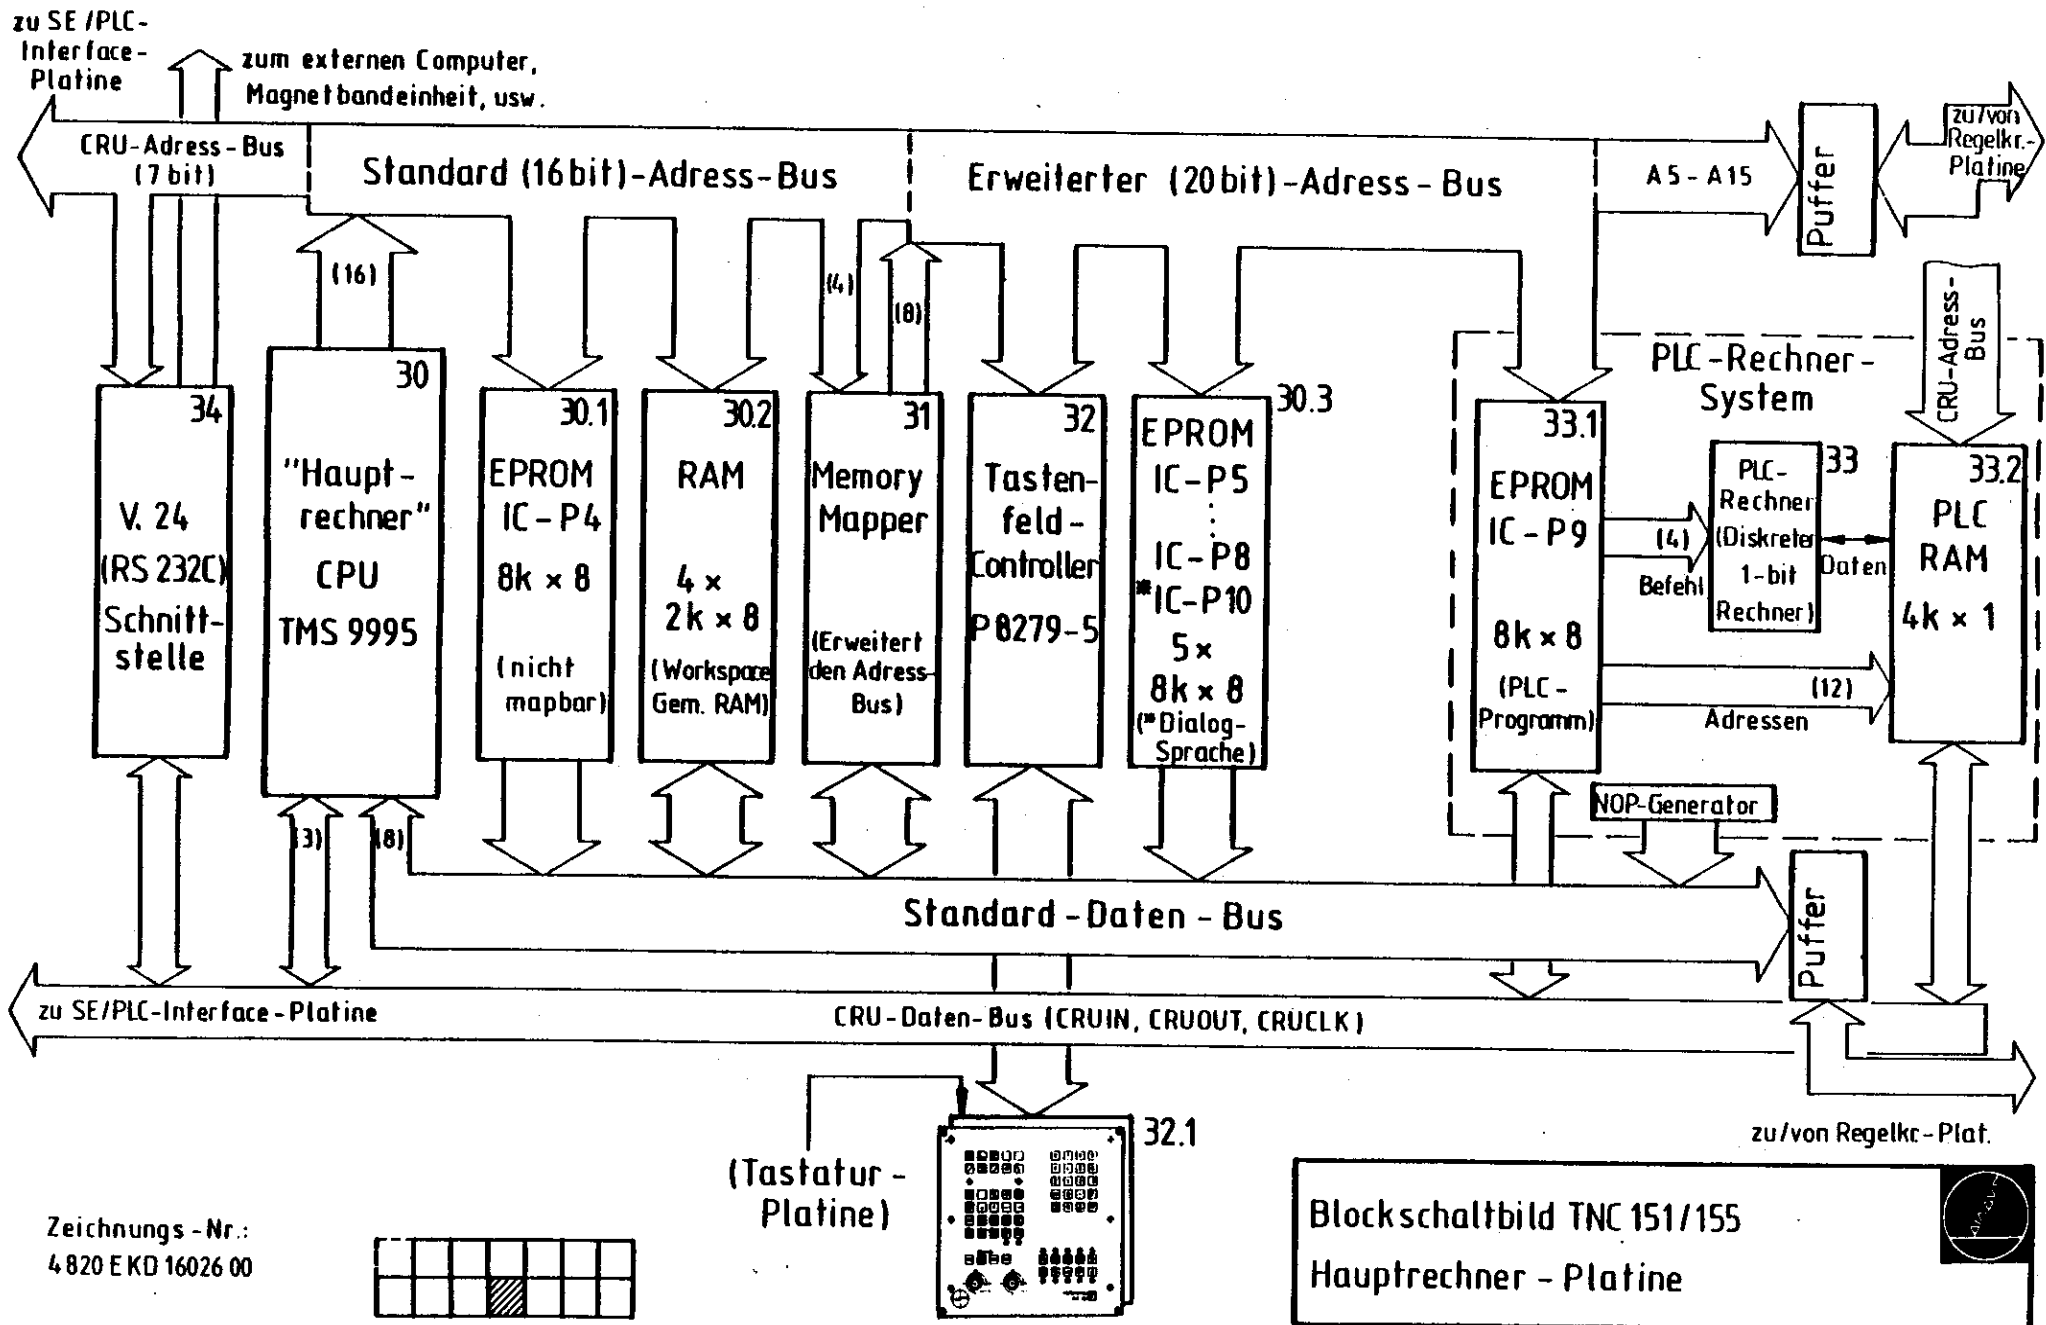 zu SE/PLC-
Interface-
Platine
zum externen Computer,
Magnetbandeinheit, usw.
CRU-Adress-Bus
(7 bit)
Standard (16bit)-Adress-Bus
Erweiterter (20bit)-Adress-Bus
A5-A15
Puffer
zu/von
Regelkr.-
Platine
(16)
(4)
(8)
CRU-Adress-
Bus
PLC-Rechner-
System
34
V. 24
(RS 232C)
Schnitt-
stelle
30
"Haupt-
rechner"
CPU
TMS 9995
30.1
EPROM
IC-P4
8k × 8
(nicht
mapbar)
30.2
RAM
4 ×
2k × 8
(Workspace
Gem. RAM)
31
Memory
Mapper
(Erweitert
den Adress-
Bus)
32
Tasten-
feld-
Controller
P8279-5
30.3
EPROM
IC-P5
IC-P8
*IC-P10
5 ×
8k × 8
(*Dialog-
Sprache)
33.1
EPROM
IC-P9
8k × 8
(PLC-
Programm)
(4)
Befehl
33
PLC-
Rechner
(Diskreter
1-bit
Rechner)
Daten
33.2
PLC
RAM
4k × 1
(12)
Adressen
NOP-Generator
(3)
(8)
Standard-Daten-Bus
Puffer
zu SE/PLC-Interface-Platine
CRU-Daten-Bus (CRUIN, CRUOUT, CRUCLK)
zu/von Regelkr-Plat.
32.1
(Tastatur-
Platine)
Zeichnungs-Nr.:
4820 EKD 16026 00
Blockschaltbild TNC 151/155
Hauptrechner-Platine